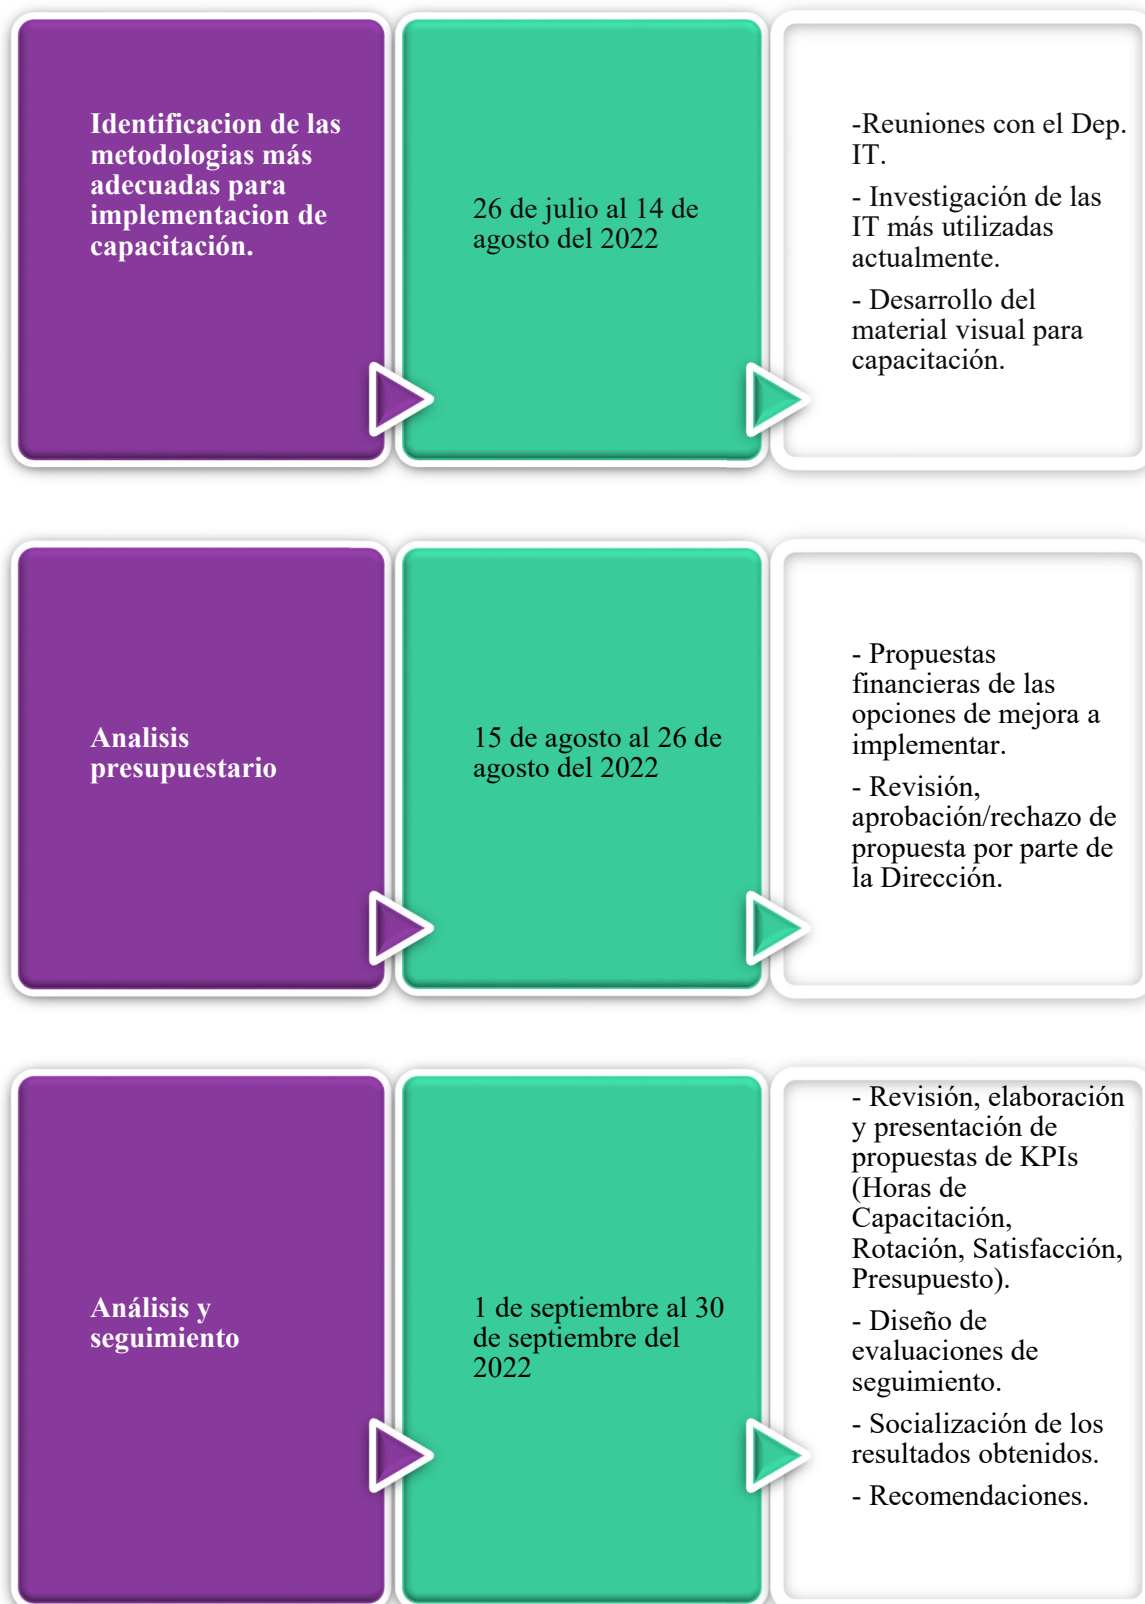 Identificacion de las
metodologias más
adecuadas para
implementacion de
capacitación.
26 de julio al 14 de
agosto del 2022
-Reuniones con el Dep.
IT.
- Investigación de las
IT más utilizadas
actualmente.
- Desarrollo del
material visual para
capacitación.
Analisis
presupuestario
15 de agosto al 26 de
agosto del 2022
- Propuestas
financieras de las
opciones de mejora a
implementar.
- Revisión,
aprobación/rechazo de
propuesta por parte de
la Dirección.
Análisis y
seguimiento
1 de septiembre al 30
de septiembre del
2022
- Revisión, elaboración
y presentación de
propuestas de KPIs
(Horas de
Capacitación,
Rotación, Satisfacción,
Presupuesto).
- Diseño de
evaluaciones de
seguimiento.
- Socialización de los
resultados obtenidos.
- Recomendaciones.